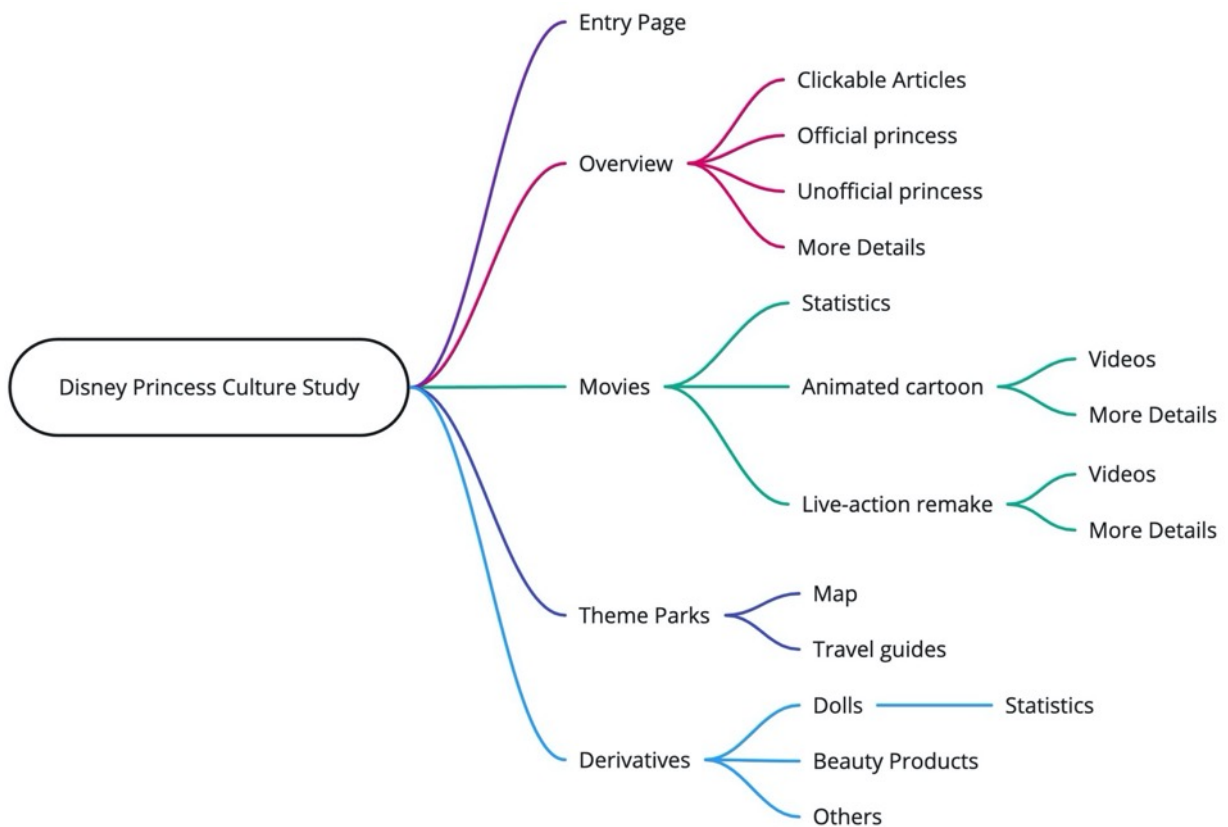 Disney Princess Culture Study
Entry Page
Overview
Clickable Articles
Official princess
Unofficial princess
More Details
Movies
Statistics
Animated cartoon
Videos
More Details
Live-action remake
Videos
More Details
Theme Parks
Map
Travel guides
Derivatives
Dolls
Statistics
Beauty Products
Others